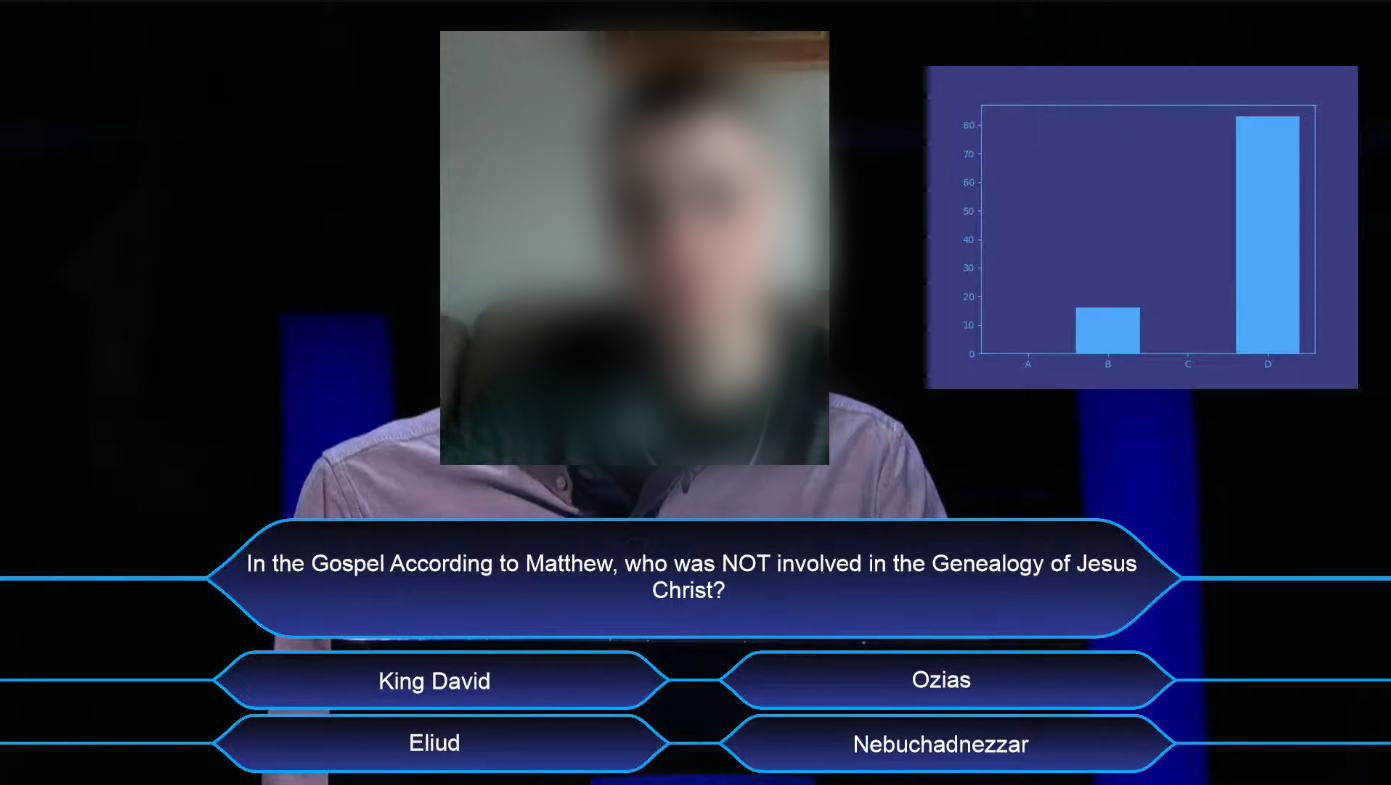 80
70
60
50
40
30
20
10
0
A B C D
In the Gospel According to Matthew, who was NOT involved in the Genealogy of Jesus
Christ?
King David
Ozias
Eliud
Nebuchadnezzar